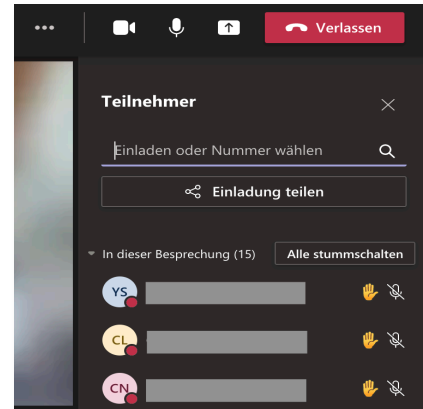 Verlassen
Teilnehmer
Einladen oder Nummer wählen
Einladung teilen
In dieser Besprechung (15) Alle stummschalten
YS
CL
CN